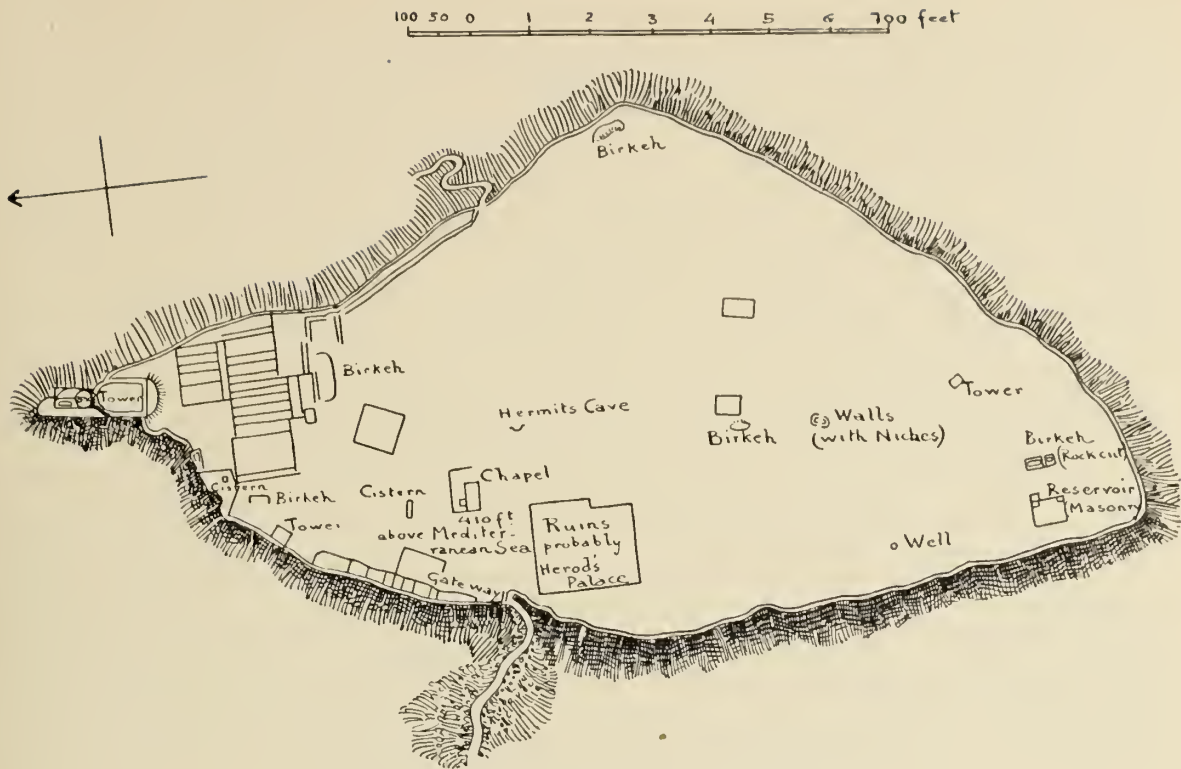 100 50 0 1 2 3 4 5 6 700 feet
Birkeh
Tower
Birkeh
Hermits Cave
Birkeh
Walls
(with Niches)
Tower
Birkeh
(Rock cut)
Reservoir
Masonry
Cistern
Birkeh
Tower
Cistern
Chapel
410 ft
above Mediter-
ranean Sea
Gateway
Ruins
probably
Herod's
Palace
Well